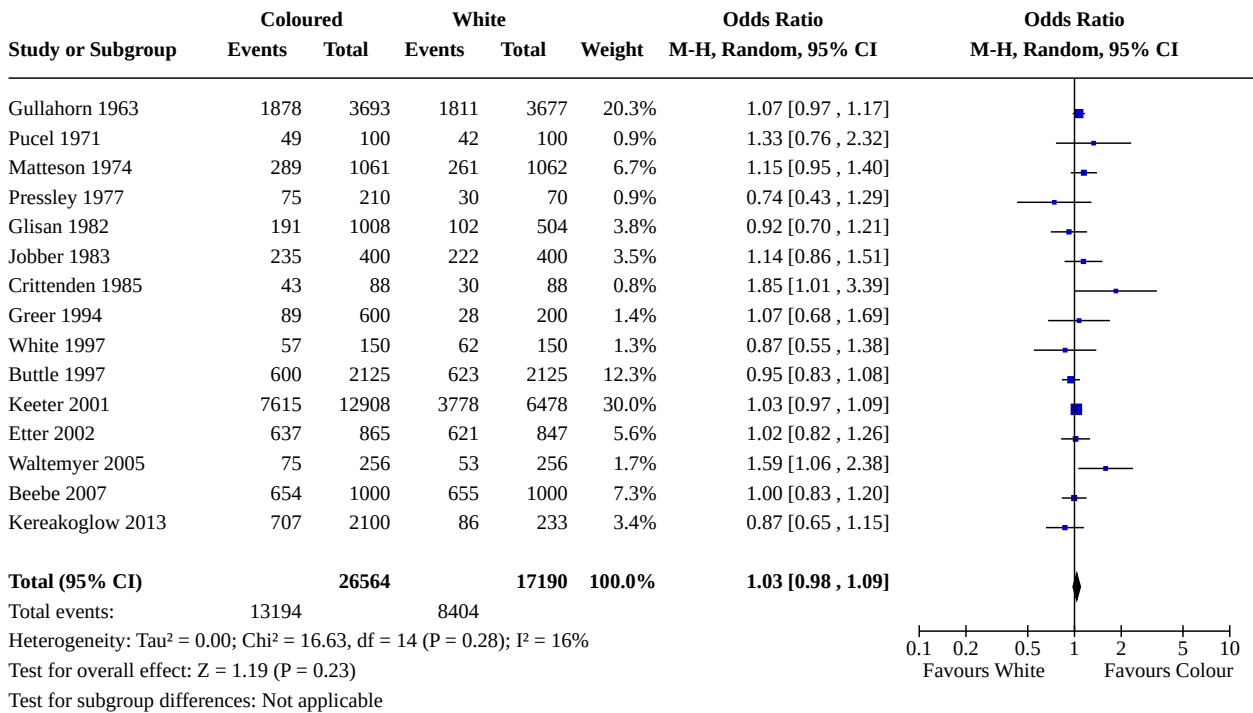 Coloured White Odds Ratio Odds Ratio
Study or Subgroup Events Total Events Total Weight M-H, Random, 95% CI M-H, Random, 95% CI
Gullahorn 1963 1878 3693 1811 3677 20.3% 1.07 [0.97 , 1.17]
Pucel 1971 49 100 42 100 0.9% 1.33 [0.76 , 2.32]
Matteson 1974 289 1061 261 1062 6.7% 1.15 [0.95 , 1.40]
Pressley 1977 75 210 30 70 0.9% 0.74 [0.43 , 1.29]
Glisan 1982 191 1008 102 504 3.8% 0.92 [0.70 , 1.21]
Jobber 1983 235 400 222 400 3.5% 1.14 [0.86 , 1.51]
Crittenden 1985 43 88 30 88 0.8% 1.85 [1.01 , 3.39]
Greer 1994 89 600 28 200 1.4% 1.07 [0.68 , 1.69]
White 1997 57 150 62 150 1.3% 0.87 [0.55 , 1.38]
Buttle 1997 600 2125 623 2125 12.3% 0.95 [0.83 , 1.08]
Keeter 2001 7615 12908 3778 6478 30.0% 1.03 [0.97 , 1.09]
Etter 2002 637 865 621 847 5.6% 1.02 [0.82 , 1.26]
Waltemyer 2005 75 256 53 256 1.7% 1.59 [1.06 , 2.38]
Beebe 2007 654 1000 655 1000 7.3% 1.00 [0.83 , 1.20]
Kereakoglow 2013 707 2100 86 233 3.4% 0.87 [0.65 , 1.15]
Total (95% CI) 26564 17190 100.0% 1.03 [0.98 , 1.09]
Total events: 13194 8404
Heterogeneity: Tau² = 0.00; Chi² = 16.63, df = 14 (P = 0.28); I² = 16%
Test for overall effect: Z = 1.19 (P = 0.23)
Test for subgroup differences: Not applicable
0.1 0.2 0.5 1 2 5 10
Favours White Favours Colour